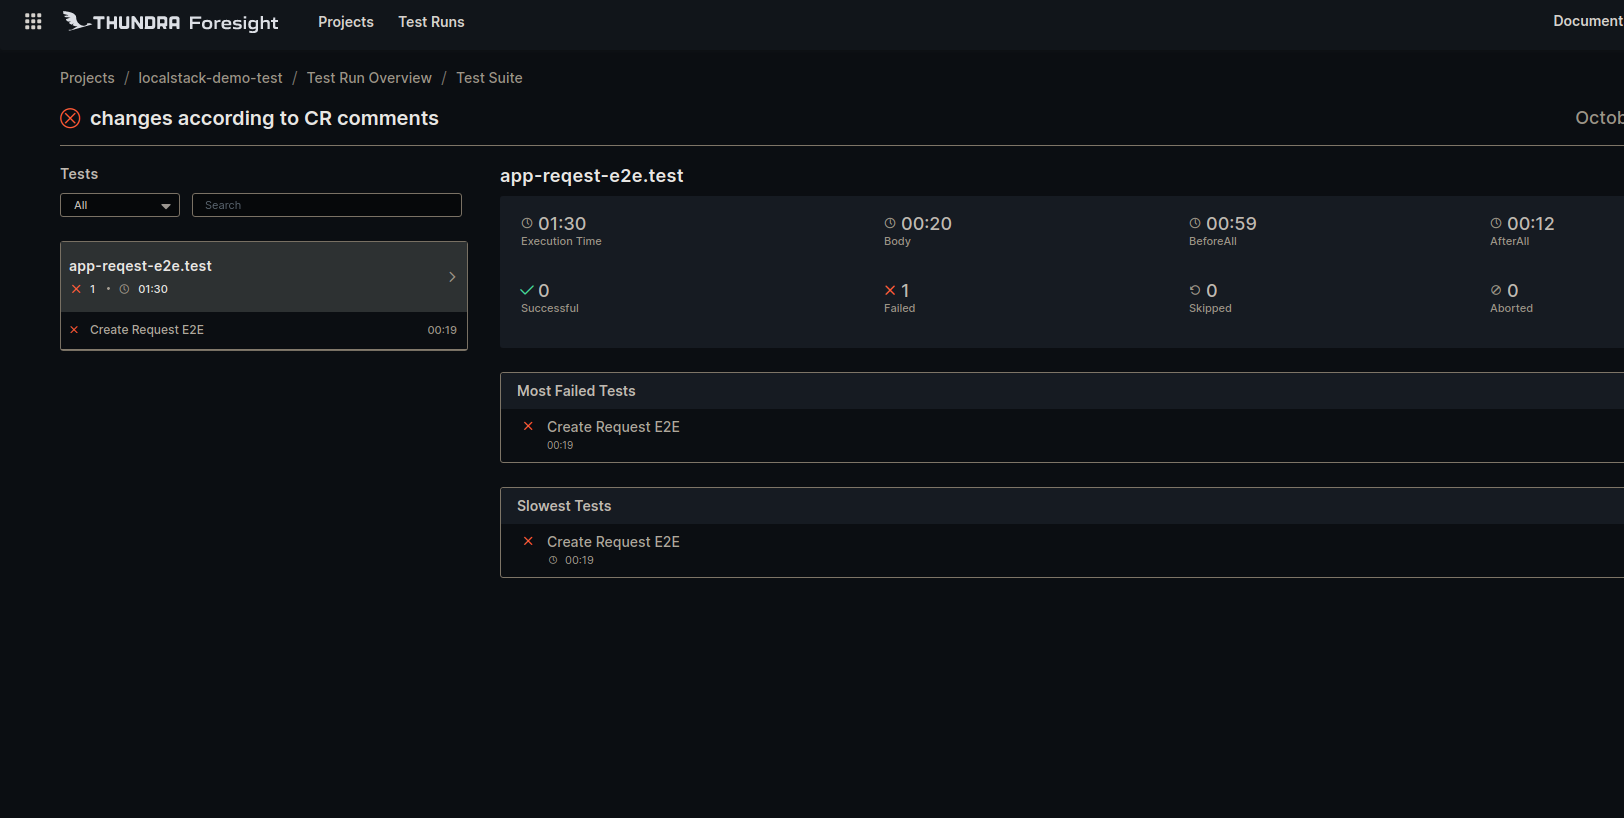 THUNDRA Foresight Projects Test Runs Document
Projects / localstack-demo-test / Test Run Overview / Test Suite
changes according to CR comments Octob
Tests
All Search
app-reqest-e2e.test
1 • 01:30
Create Request E2E 00:19
app-reqest-e2e.test
01:30 00:20 00:59 00:12
Execution Time Body BeforeAll AfterAll
0 1 0 0
Successful Failed Skipped Aborted
Most Failed Tests
Create Request E2E
00:19
Slowest Tests
Create Request E2E
00:19